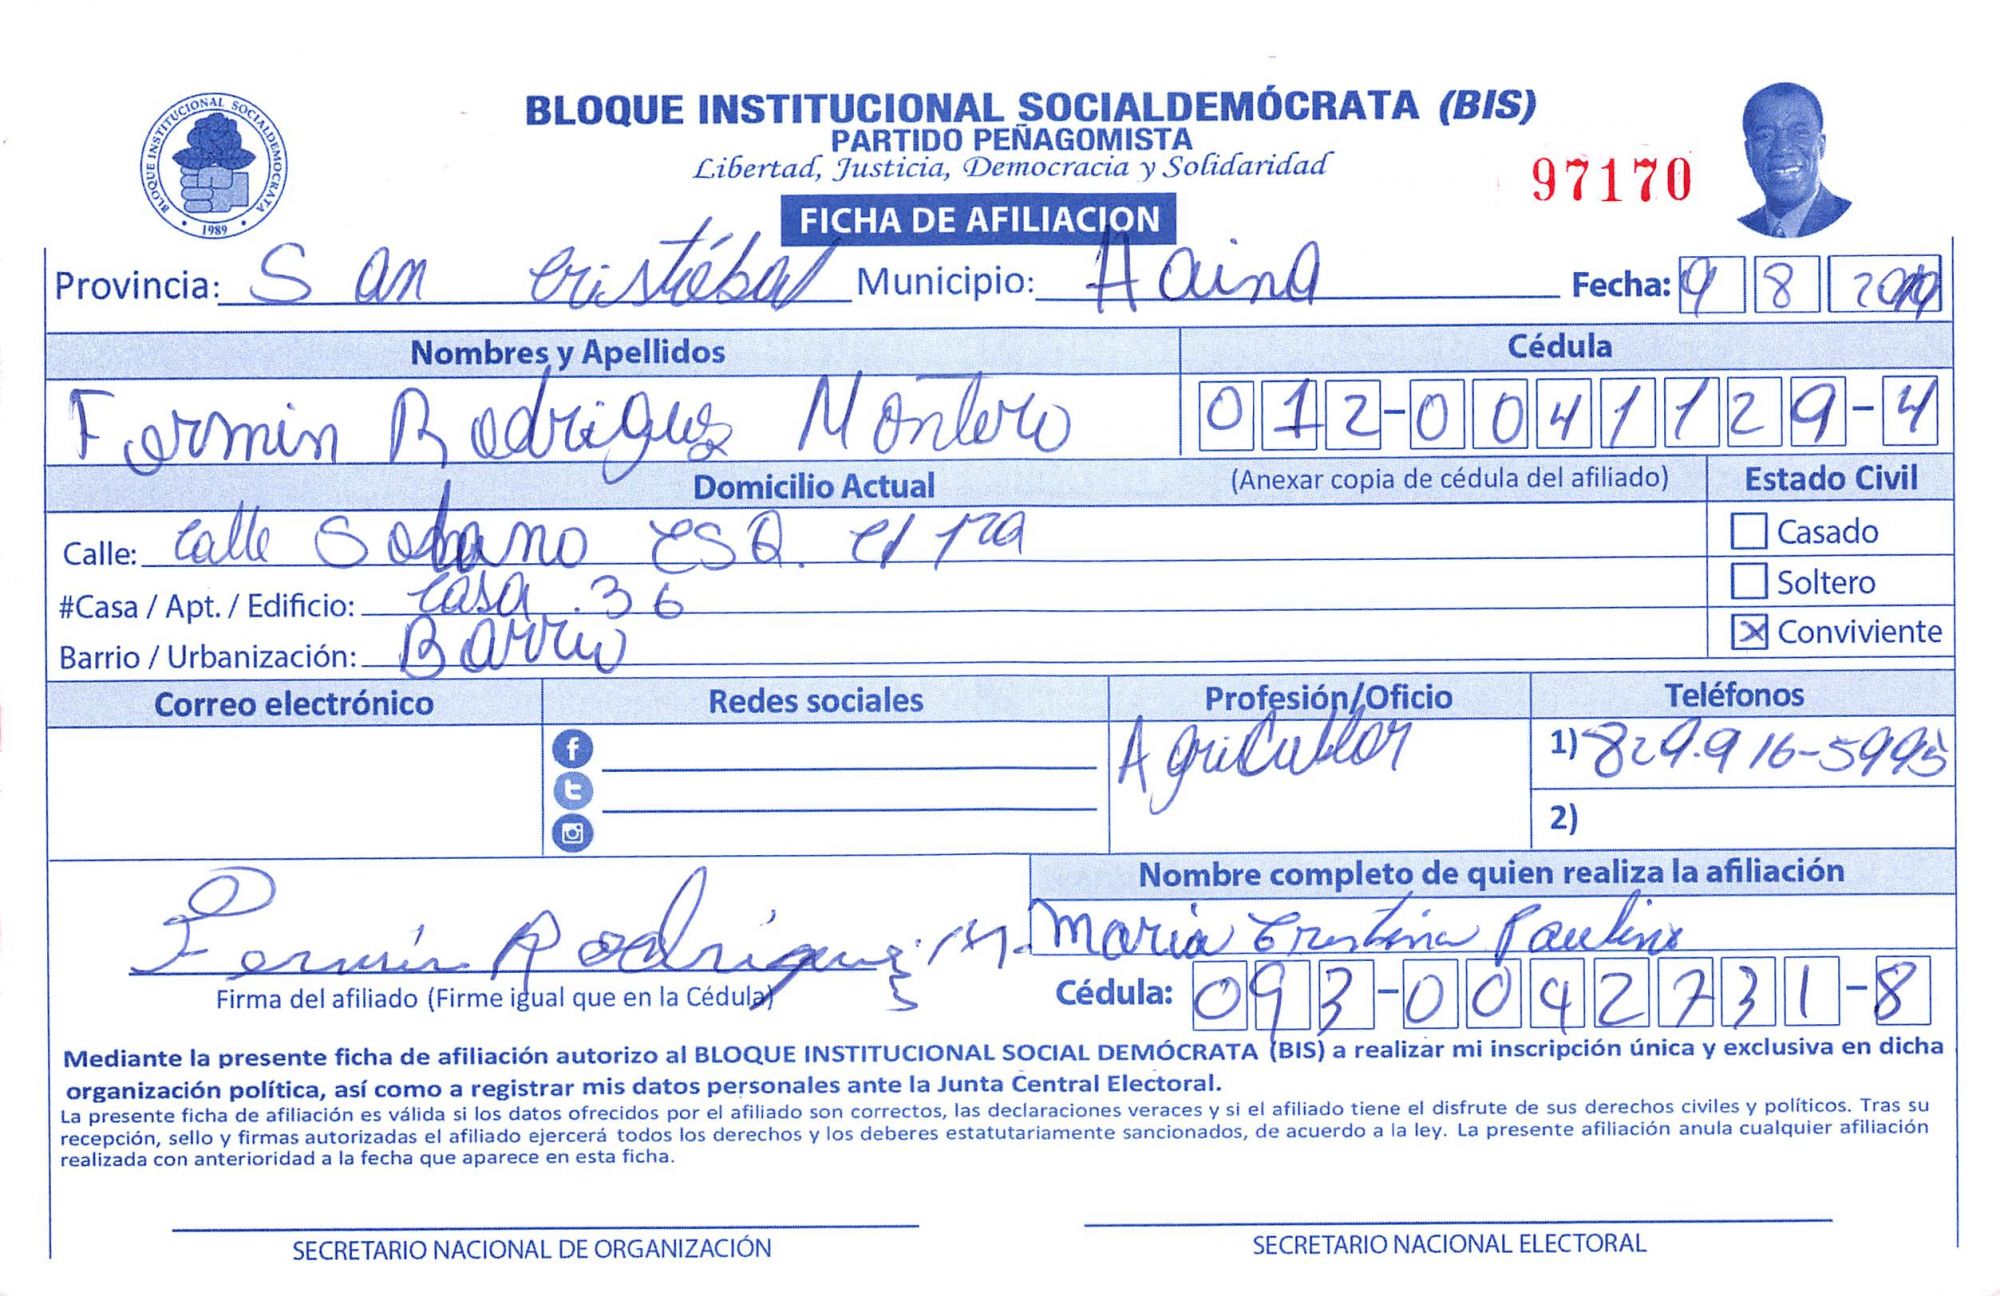 BLOQUE INSTITUCIONAL SOCIALDEMOCRATA
1989
BLOQUE INSTITUCIONAL SOCIALDEMÓCRATA (BIS)
PARTIDO PEÑAGOMISTA
Libertad, Justicia, Democracia y Solidaridad
97170
FICHA DE AFILIACION
Provincia: San Cristóbal Municipio: Haina Fecha: 9 8 2019
Nombres y Apellidos Cédula
Fermin Rodriguez Montero 012-0041129-4
Domicilio Actual (Anexar copia de cédula del afiliado) Estado Civil
Calle: Calle ESQ. el 1ra Casado
#Casa / Apt. / Edificio: casa .36 Soltero
Barrio / Urbanización: Barrio X Conviviente
Correo electrónico Redes sociales Profesión/Oficio Teléfonos
Agricultor 1) 829.916-5995
2)
Nombre completo de quien realiza la afiliación
Fermín Rodríguez M. Maria Cristina Paulino
Firma del afiliado (Firme igual que en la Cédula) Cédula: 093-0042731-8
Mediante la presente ficha de afiliación autorizo al BLOQUE INSTITUCIONAL SOCIAL DEMÓCRATA (BIS) a realizar mi inscripción única y exclusiva en dicha
organización política, así como a registrar mis datos personales ante la Junta Central Electoral.
La presente ficha de afiliación es válida si los datos ofrecidos por el afiliado son correctos, las declaraciones veraces y si el afiliado tiene el disfrute de sus derechos civiles y políticos. Tras su
recepción, sello y firmas autorizadas el afiliado ejercerá todos los derechos y los deberes estatutariamente sancionados, de acuerdo a la ley. La presente afiliación anula cualquier afiliación
realizada con anterioridad a la fecha que aparece en esta ficha.
SECRETARIO NACIONAL DE ORGANIZACIÓN SECRETARIO NACIONAL ELECTORAL